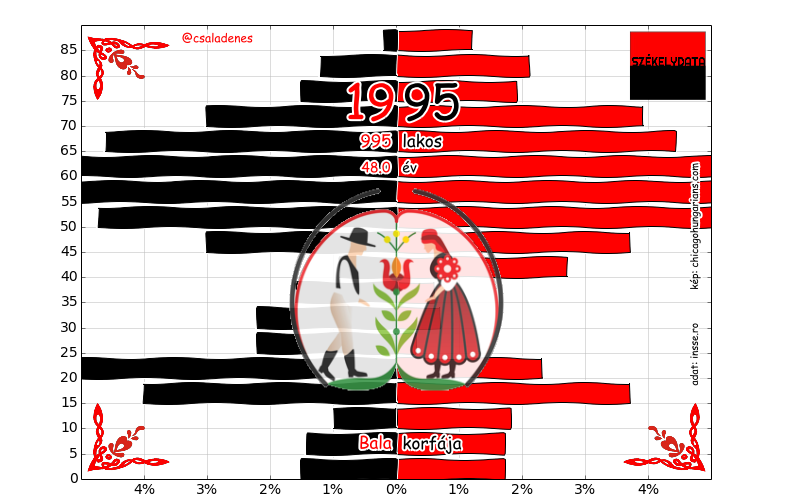 @csaladenes
SZÉKELYDATA
1995
995 lakos
48.0 év
kép: chicagohungarians.com
adat: insse.ro
Bala korfája
85
80
75
70
65
60
55
50
45
40
35
30
25
20
15
10
5
0
4% 3% 2% 1% 0% 1% 2% 3% 4%